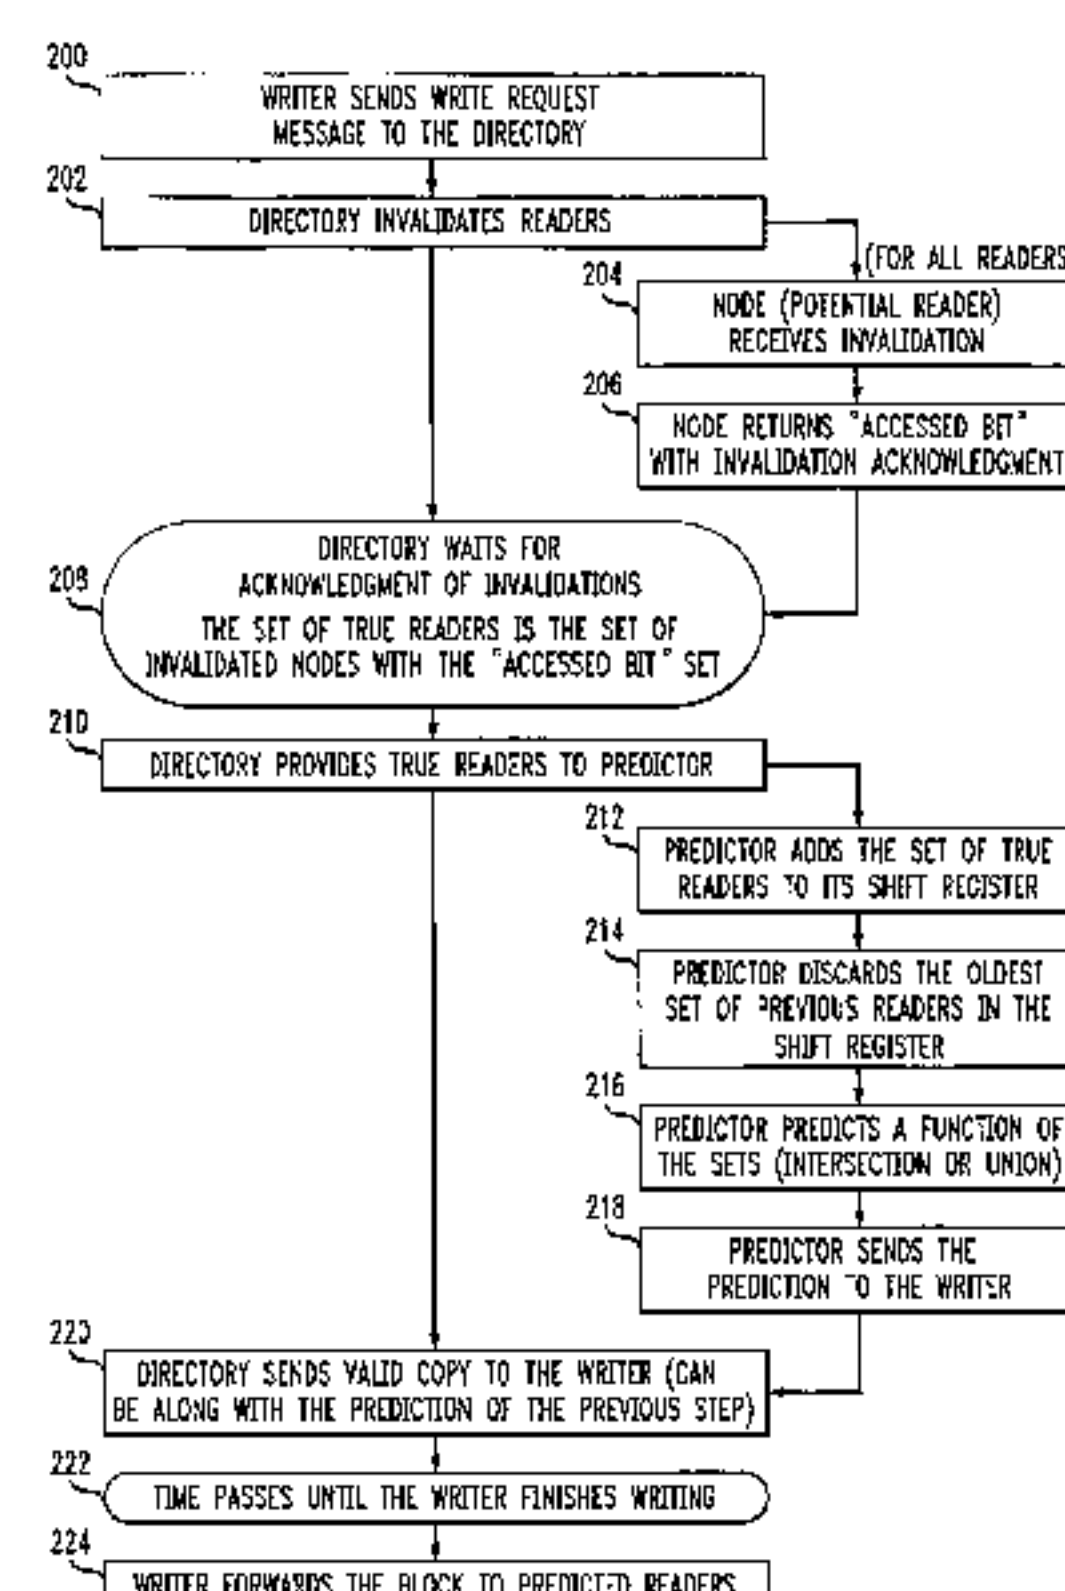 200
WRITER SENDS WRITE REQUEST
MESSAGE TO THE DIRECTORY
202
DIRECTORY INVALIDATES READERS
(FOR ALL READERS
204
NODE (POTENTIAL READER)
RECEIVES INVALIDATION
206
NODE RETURNS "ACCESSED BIT"
WITH INVALIDATION ACKNOWLEDGMENT
208
DIRECTORY WAITS FOR
ACKNOWLEDGMENT OF INVALIDATIONS
THE SET OF TRUE READERS IS THE SET OF
INVALIDATED NODES WITH THE "ACCESSED BIT" SET
210
DIRECTORY PROVIDES TRUE READERS TO PREDICTOR
212
PREDICTOR ADDS THE SET OF TRUE
READERS TO ITS SHIFT REGISTER
214
PREDICTOR DISCARDS THE OLDEST
SET OF PREVIOUS READERS IN THE
SHIFT REGISTER
216
PREDICTOR PREDICTS A FUNCTION OF
THE SETS (INTERSECTION OR UNION)
218
PREDICTOR SENDS THE
PREDICTION TO THE WRITER
220
DIRECTORY SENDS VALID COPY TO THE WRITER (CAN
BE ALONG WITH THE PREDICTION OF THE PREVIOUS STEP)
222
TIME PASSES UNTIL THE WRITER FINISHES WRITING
224
WRITER FORWARDS THE BLOCK TO PREDICTED READERS